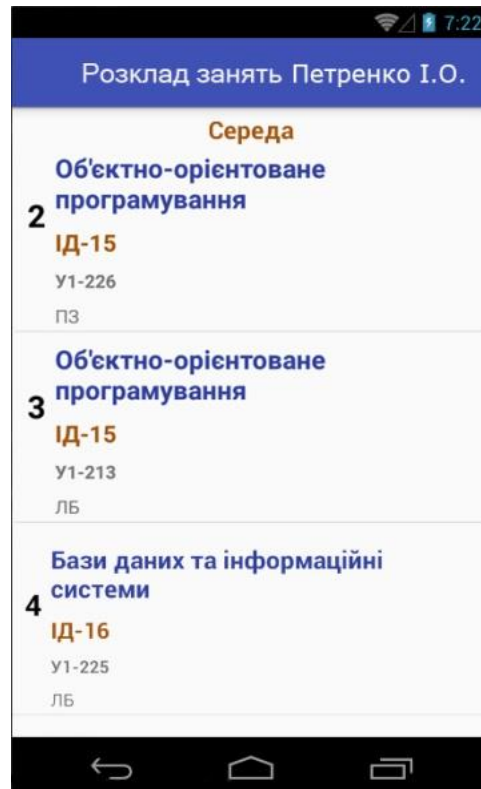 7:22
Розклад занять Петренко І.О.
Середа
Об'єктно-орієнтоване
програмування
2
ІД-15
У1-226
ПЗ
Об'єктно-орієнтоване
програмування
3
ІД-15
У1-213
ЛБ
Бази даних та інформаційні
системи
4
ІД-16
У1-225
ЛБ